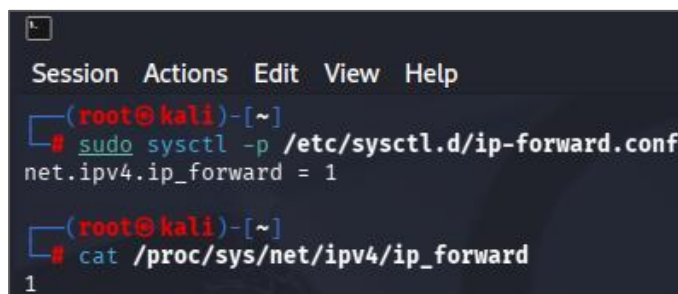 Session Actions Edit View Help
┌──(root㉿kali)-[~]
└─# sudo sysctl -p /etc/sysctl.d/ip-forward.conf
net.ipv4.ip_forward = 1
┌──(root㉿kali)-[~]
└─# cat /proc/sys/net/ipv4/ip_forward
1